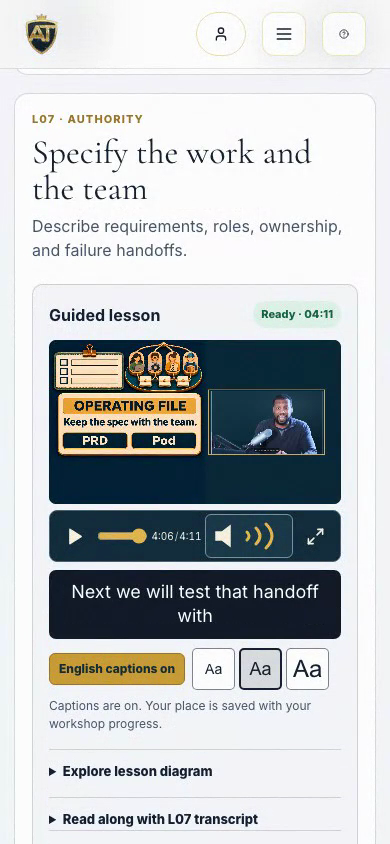 AT
L07 · AUTHORITY
Specify the work and
the team
Describe requirements, roles, ownership,
and failure handoffs.
Guided lesson
Ready · 04:11
OPERATING FILE
Keep the spec with the team.
PRD
Pod
4:06/4:11
Next we will test that handoff
with
English captions on
Aa
Aa
Aa
Captions are on. Your place is saved with your
workshop progress.
Explore lesson diagram
Read along with L07 transcript